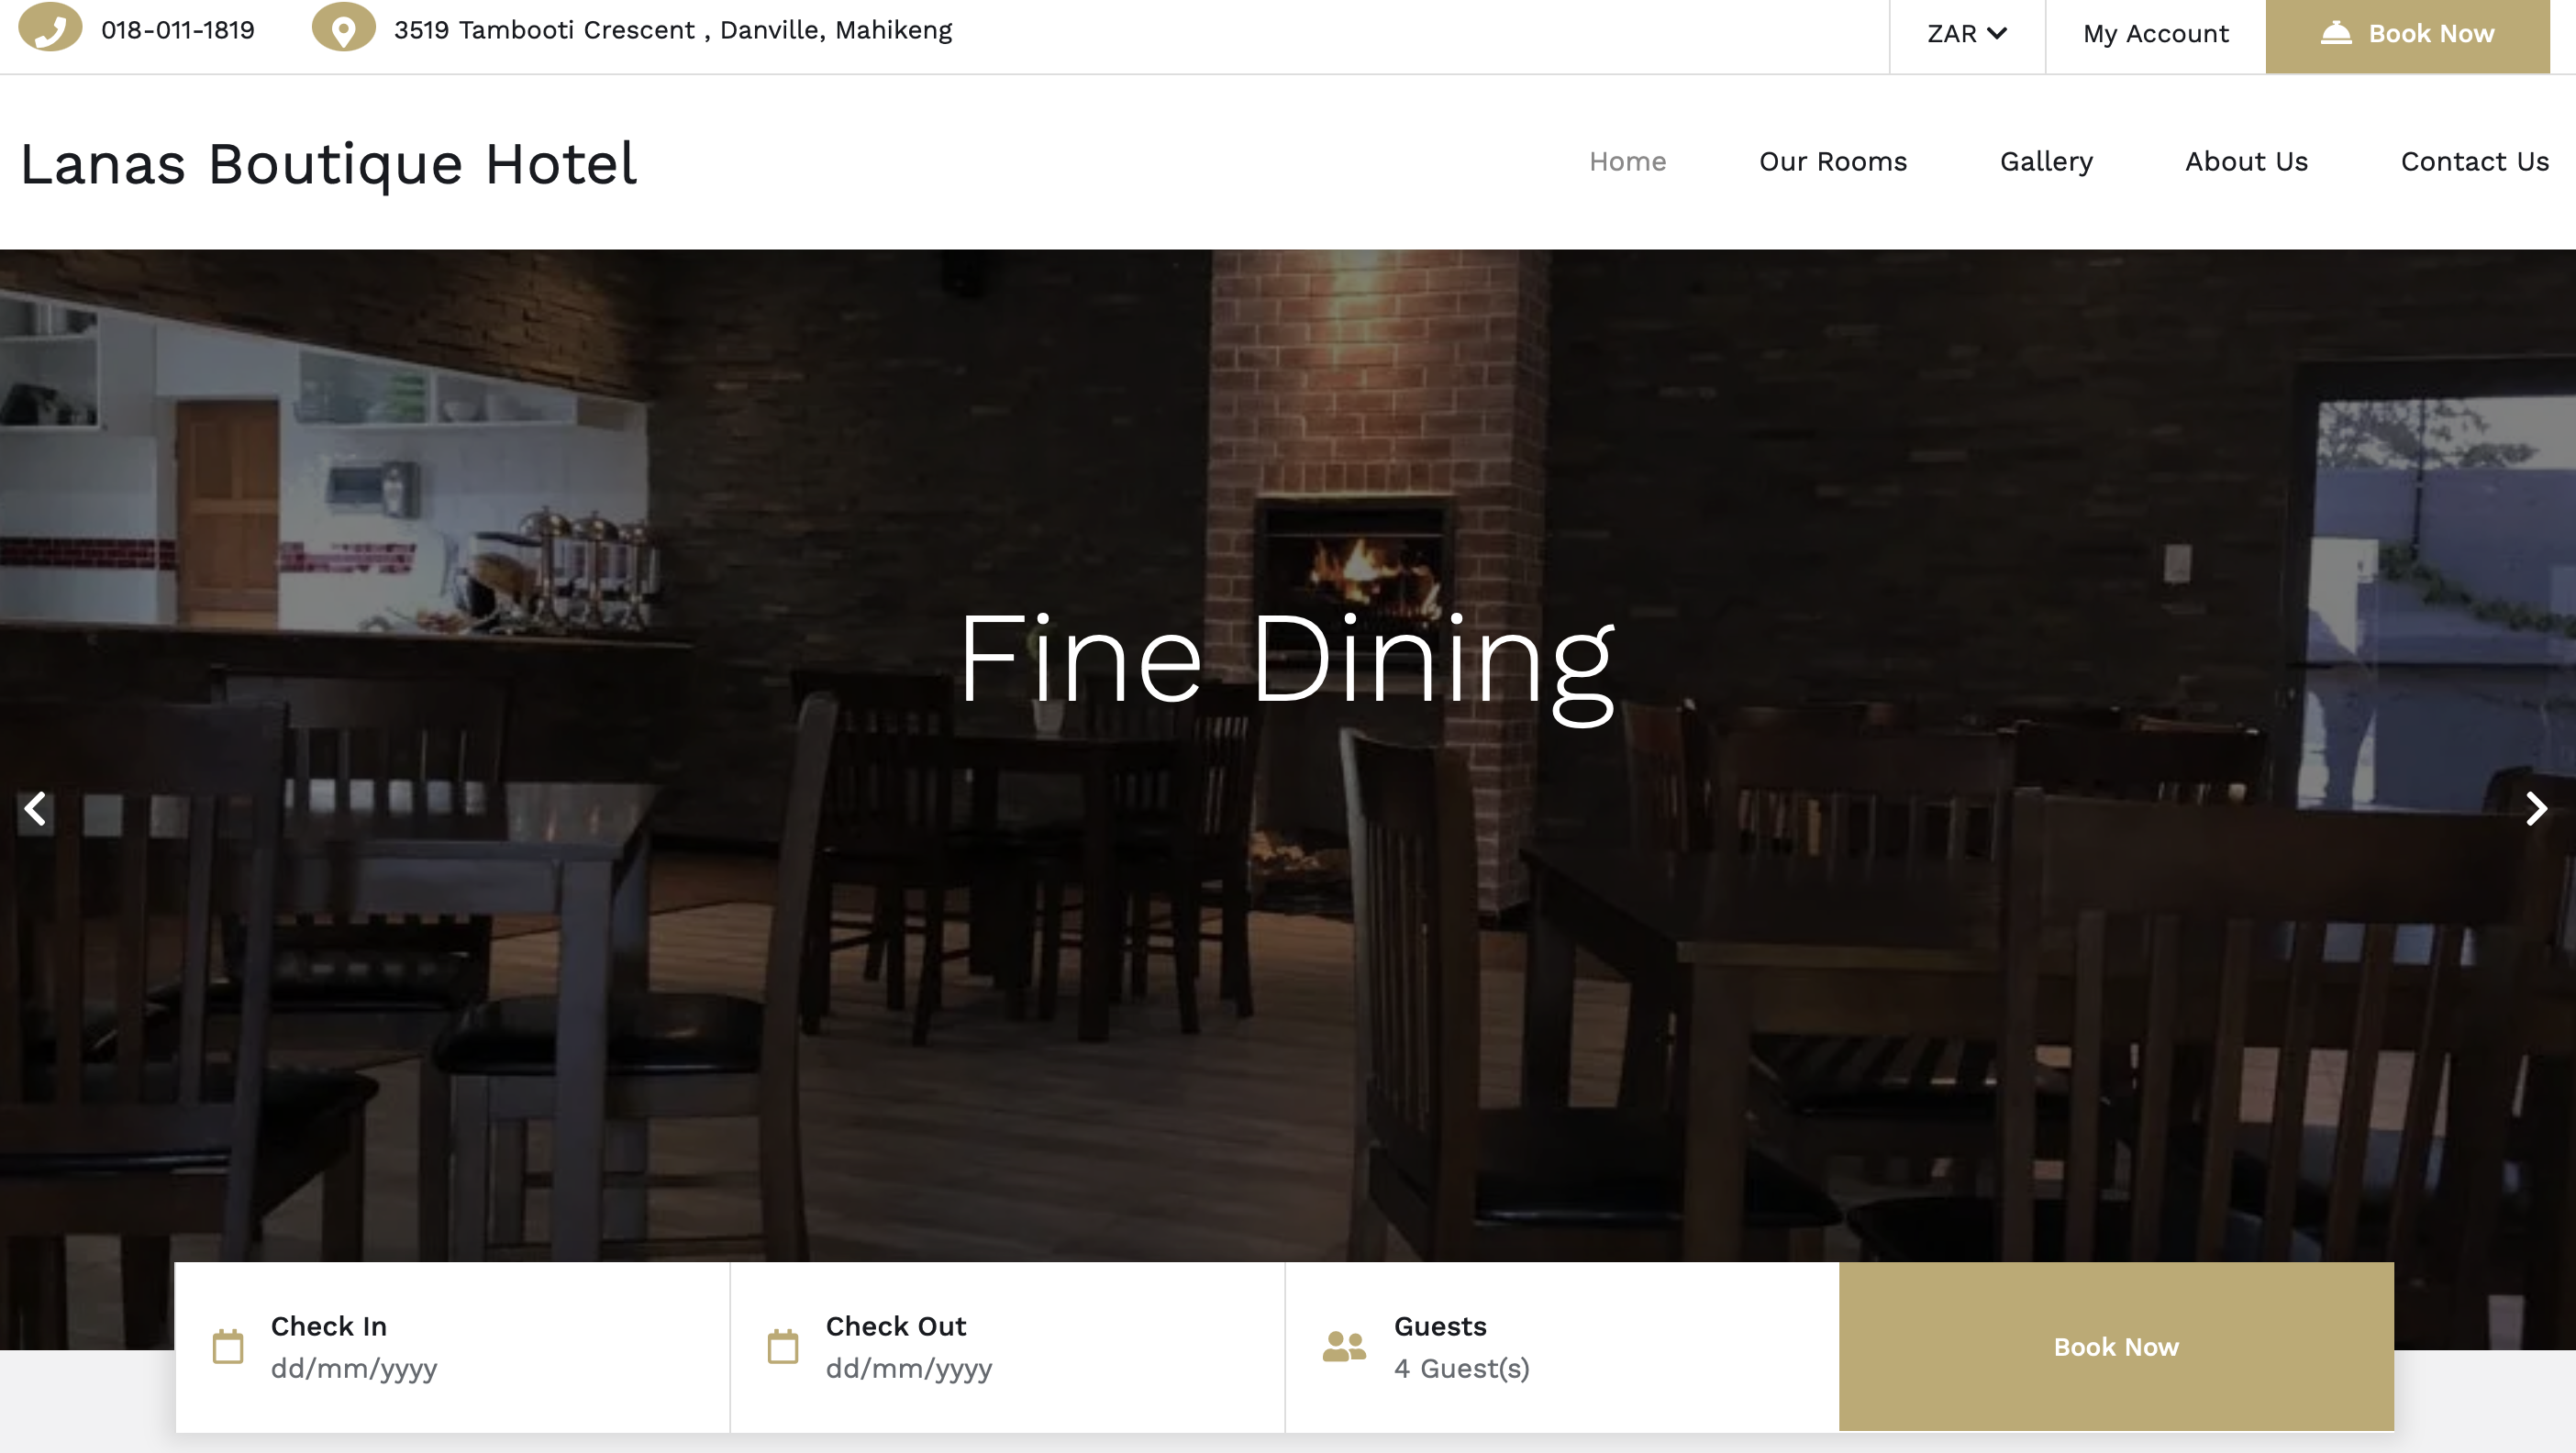 018-011-1819
3519 Tambooti Crescent , Danville, Mahikeng
ZAR
My Account
Book Now
Lanas Boutique Hotel
Home
Our Rooms
Gallery
About Us
Contact Us
Fine Dining
Check In
dd/mm/yyyy
Check Out
dd/mm/yyyy
Guests
4 Guest(s)
Book Now